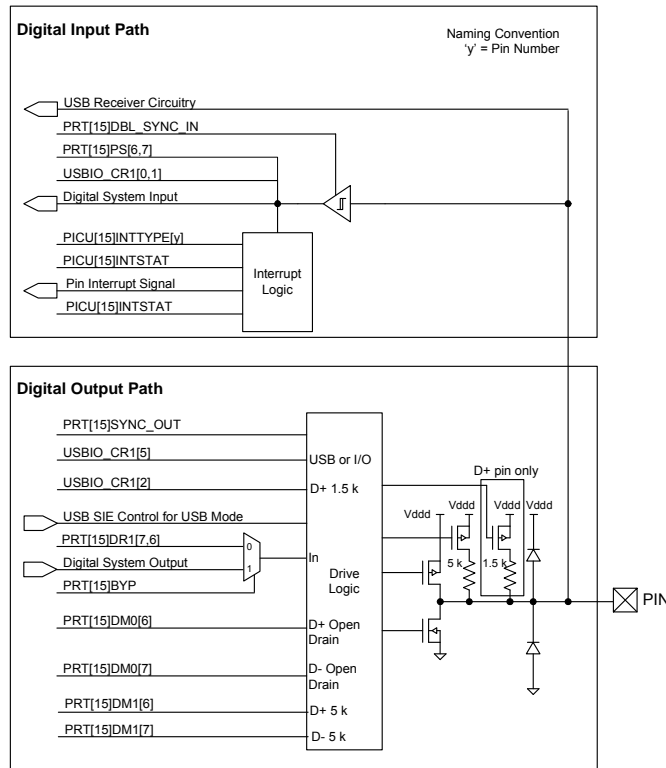 Digital Input Path
Naming Convention
'y' = Pin Number
USB Receiver Circuitry
PRT[15]DBL_SYNC_IN
PRT[15]PS[6,7]
USBIO_CR1[0,1]
Digital System Input
PICU[15]INTTYPE[y]
PICU[15]INTSTAT
Pin Interrupt Signal
PICU[15]INTSTAT
Interrupt
Logic
Digital Output Path
PRT[15]SYNC_OUT
USBIO_CR1[5]
USB or I/O
USBIO_CR1[2]
D+ 1.5 k
D+ pin only
USB SIE Control for USB Mode
Vddd Vddd Vddd Vddd
PRT[15]DR1[7,6]
0
In
Digital System Output
1
PRT[15]BYP
Drive
Logic
5 k
1.5 k
PIN
PRT[15]DM0[6]
D+ Open
Drain
PRT[15]DM0[7]
D- Open
Drain
PRT[15]DM1[6]
D+ 5 k
PRT[15]DM1[7]
D- 5 k